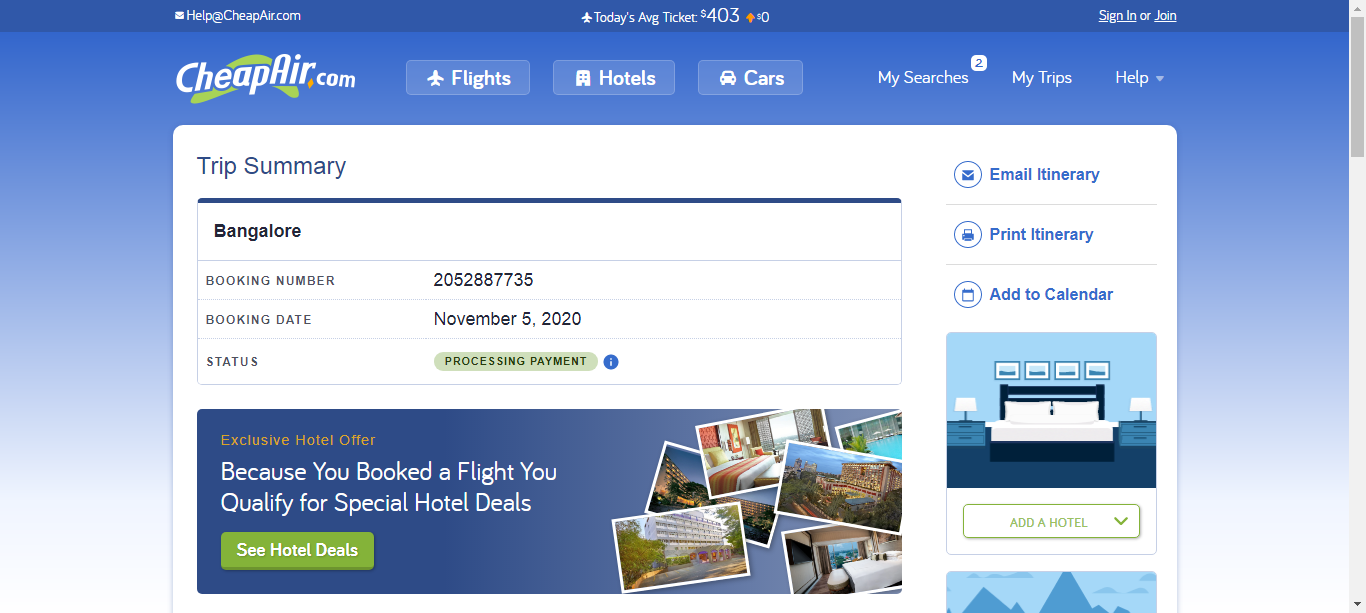 Help@CheapAir.com
Today's Avg Ticket: $403 $0
Sign In or Join
CheapAir.com
Flights
Hotels
Cars
My Searches 2
My Trips
Help
Trip Summary
Bangalore
BOOKING NUMBER 2052887735
BOOKING DATE November 5, 2020
STATUS PROCESSING PAYMENT i
Exclusive Hotel Offer
Because You Booked a Flight You
Qualify for Special Hotel Deals
See Hotel Deals
Email Itinerary
Print Itinerary
Add to Calendar
ADD A HOTEL